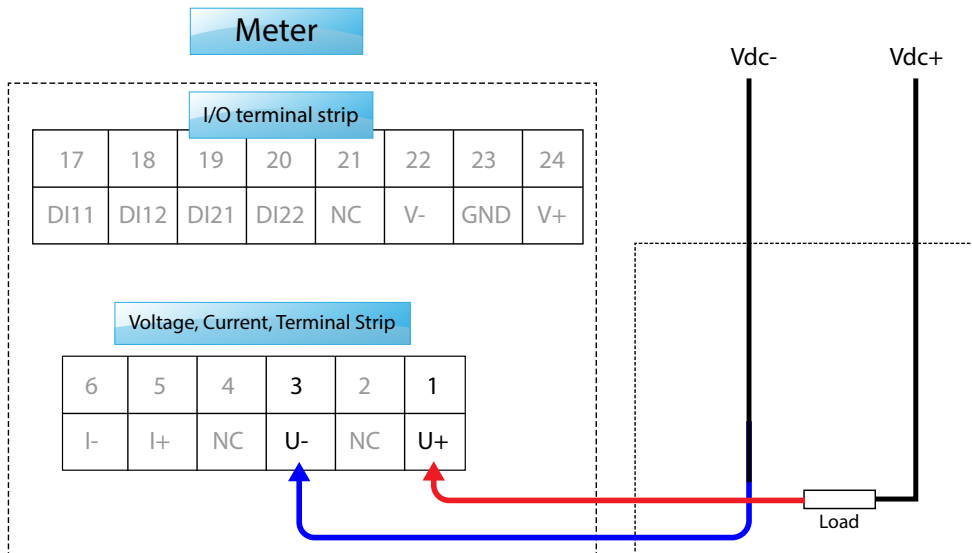 Meter
Vdc-
Vdc+
I/O terminal strip
17 18 19 20 21 22 23 24
DI11 DI12 DI21 DI22 NC V- GND V+
Voltage, Current, Terminal Strip
6 5 4 3 2 1
I- I+ NC U- NC U+
Load